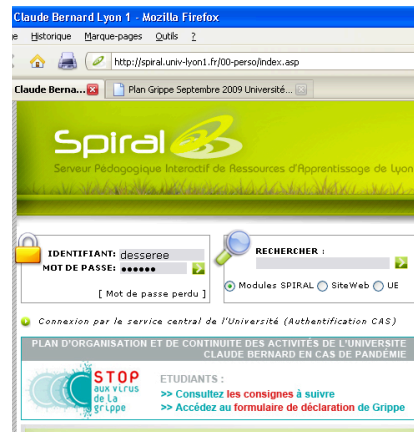 Claude Bernard Lyon 1 - Mozilla Firefox
Historique Marque-pages Outils ?
http://spiral.univ-lyon1.fr/00-perso/index.asp
Claude Berna... Plan Grippe Septembre 2009 Université...
Spiral
Serveur Pédagogique Interactif de Ressources d'Apprentissage de Lyon
IDENTIFIANT: desseree
MOT DE PASSE: ●●●●●●
[ Mot de passe perdu ]
RECHERCHER :
Modules SPIRAL SiteWeb UE
Connexion par le service central de l'Université (Authentification CAS)
PLAN D'ORGANISATION ET DE CONTINUITE DES ACTIVITÉS DE L'UNIVERSITE
CLAUDE BERNARD EN CAS DE PANDÉMIE
STOP
aux virus
de la
grippe
ETUDIANTS :
>> Consultez les consignes à suivre
>> Accédez au formulaire de déclaration de Grippe